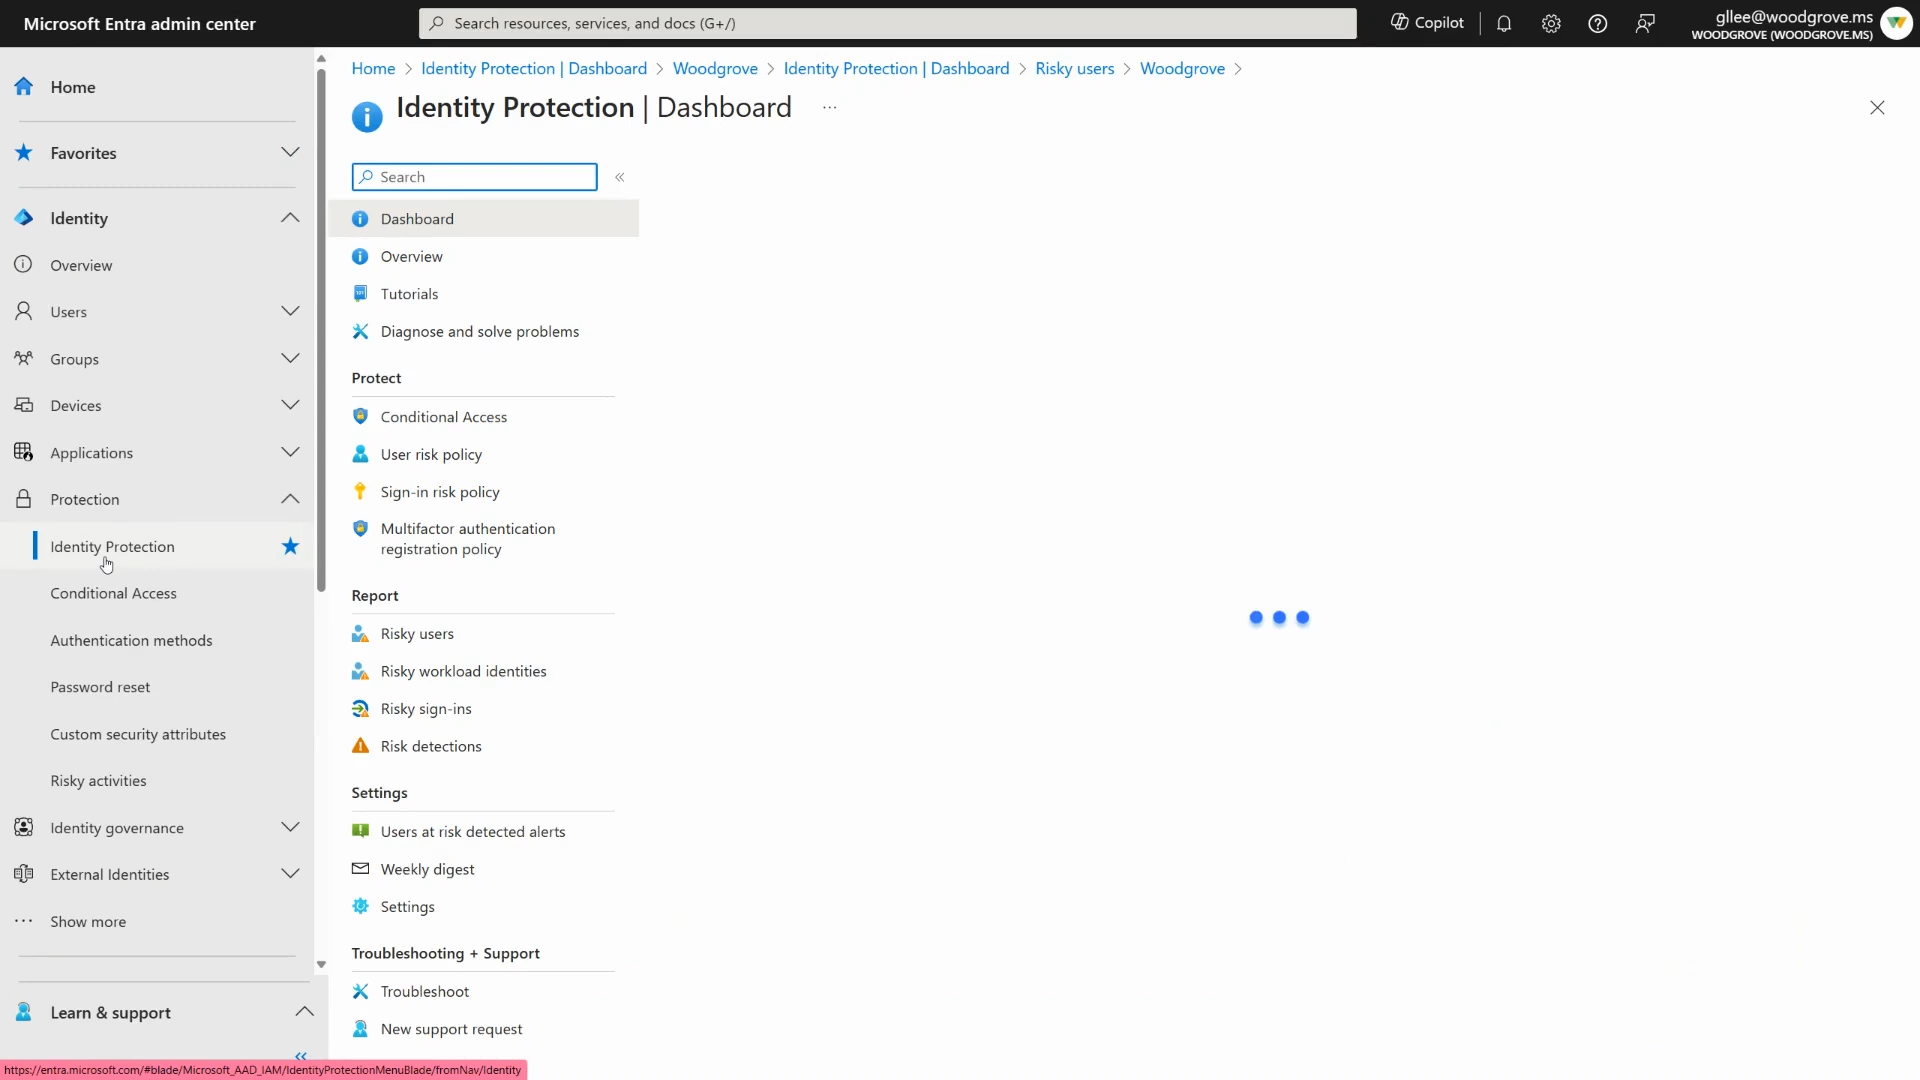 Microsoft Entra admin center
Search resources, services, and docs (G+/)
Copilot
gllee@woodgrove.ms
WOODGROVE (WOODGROVE.MS)
Home
Favorites
Identity
Overview
Users
Groups
Devices
Applications
Protection
Identity Protection
Conditional Access
Authentication methods
Password reset
Custom security attributes
Risky activities
Identity governance
External Identities
Show more
Learn & support
Home > Identity Protection | Dashboard > Woodgrove > Identity Protection | Dashboard > Risky users > Woodgrove >
Identity Protection | Dashboard ...
Search
Dashboard
Overview
Tutorials
Diagnose and solve problems
Protect
Conditional Access
User risk policy
Sign-in risk policy
Multifactor authentication
registration policy
Report
Risky users
Risky workload identities
Risky sign-ins
Risk detections
Settings
Users at risk detected alerts
Weekly digest
Settings
Troubleshooting + Support
Troubleshoot
New support request
https://entra.microsoft.com/#blade/Microsoft_AAD_IAM/IdentityProtectionMenuBlade/fromNav/Identity